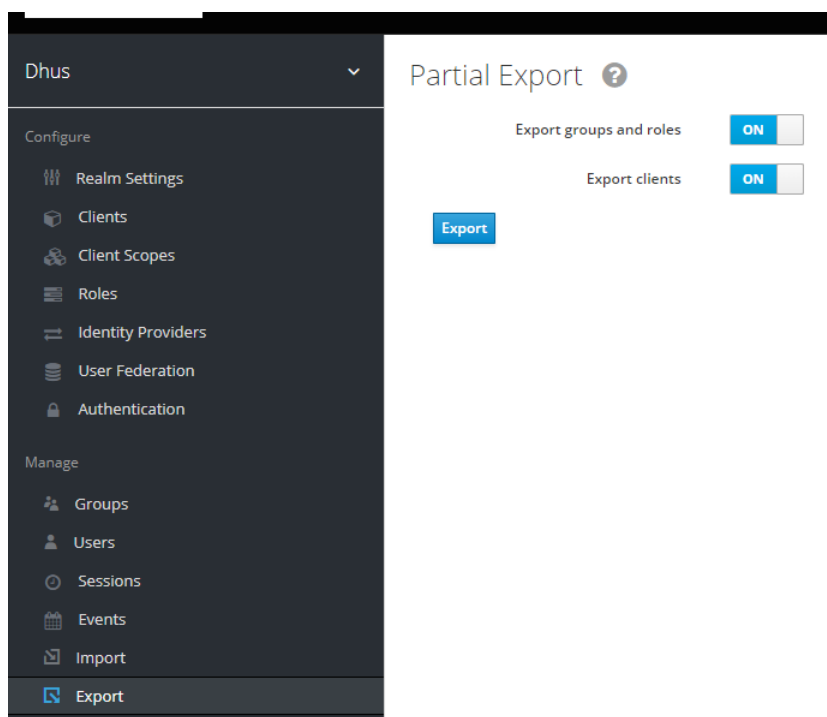 Dhus
Configure
Realm Settings
Clients
Client Scopes
Roles
Identity Providers
User Federation
Authentication
Manage
Groups
Users
Sessions
Events
Import
Export
Partial Export ?
Export groups and roles ON
Export clients ON
Export